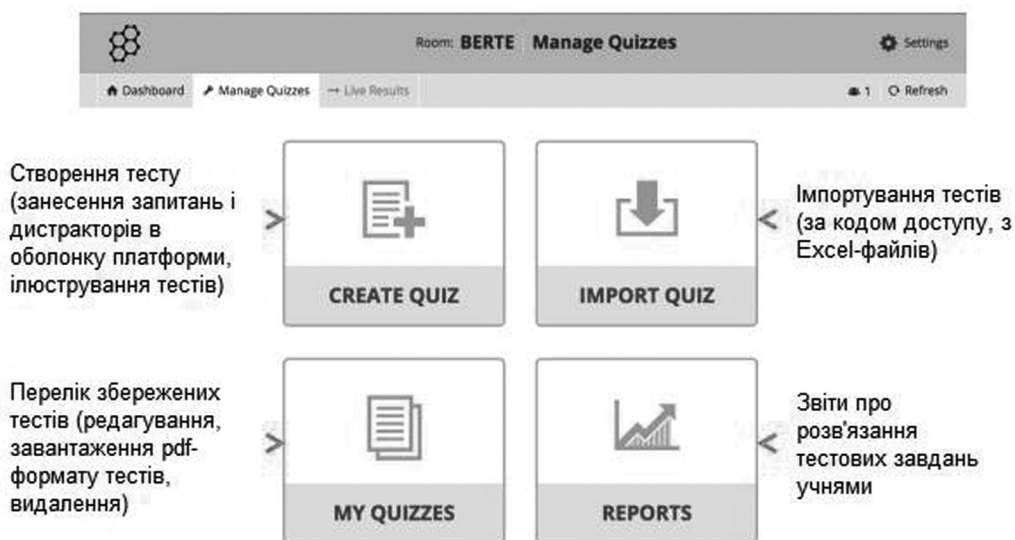 Room: BERTE Manage Quizzes
Settings
Dashboard
Manage Quizzes
Live Results
1
Refresh
Створення тесту
(занесення запитань і
дистракторів в
оболонку платформи,
ілюстрування тестів)
CREATE QUIZ
IMPORT QUIZ
Імпортування тестів
(за кодом доступу, з
Excel-файлів)
Перелік збережених
тестів (редагування,
завантаження pdf-
формату тестів,
видалення)
MY QUIZZES
REPORTS
Звіти про
розв'язання
тестових завдань
учнями